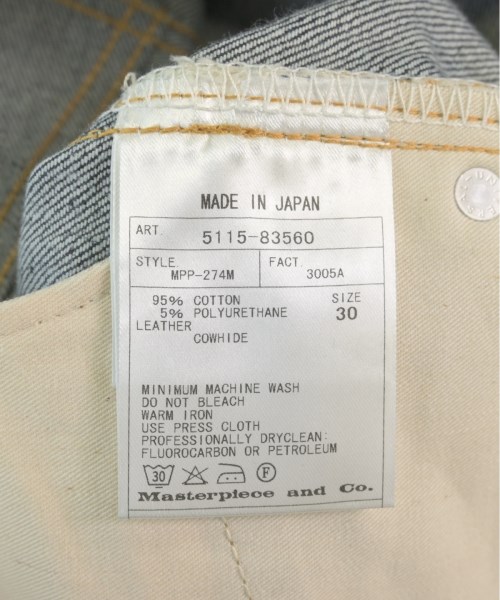 MADE IN JAPAN
ART. 5115-83560
STYLE MPP-274M FACT. 3005A
95% COTTON SIZE
5% POLYURETHANE 30
LEATHER
COWHIDE
MINIMUM MACHINE WASH
DO NOT BLEACH
WARM IRON
USE PRESS CLOTH
PROFESSIONALLY DRYCLEAN:
FLUOROCARBON OR PETROLEUM
30 F
Masterpiece and Co.